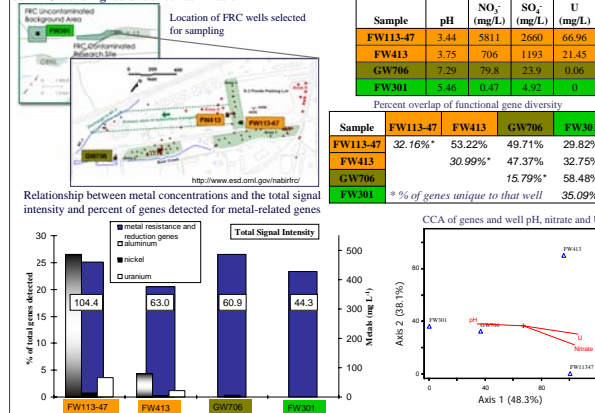 FRC Uncontaminated
Background Area
FW301
FRC Contaminated
Research Site
Location of FRC wells selected
for sampling
FW413
FW113-47
GW706
http://www.esd.ornl.gov/nabirfrc/
Sample pH NO3- SO4- U
(mg/L) (mg/L) (mg/L)
FW113-47 3.44 5811 2660 66.96
FW413 3.75 706 1193 21.45
GW706 7.29 79.8 23.9 0.06
FW301 5.46 0.47 4.92 0
Percent overlap of functional gene diversity
Sample FW113-47 FW413 GW706 FW301
FW113-47 32.16%* 53.22% 49.71% 29.82%
FW413 30.99%* 47.37% 32.75%
GW706 15.79%* 58.48%
FW301 * % of genes unique to that well 35.09%
Relationship between metal concentrations and the total signal
intensity and percent of genes detected for metal-related genes
metal resistance and
reduction genes
aluminum
nickel
uranium
Total Signal Intensity
% of total genes detected
30
25
20
15
10
5
0
104.4 63.0 60.9 44.3
500
400
300
200
100
0
Metals (mg L-1)
FW113-47 FW413 GW706 FW301
CCA of genes and well pH, nitrate and U
Axis 2 (38.1%)
80
40
0
FW413
FW301
pH
GW706
U
Nitrate
FW11347
0 40 80
Axis 1 (48.3%)